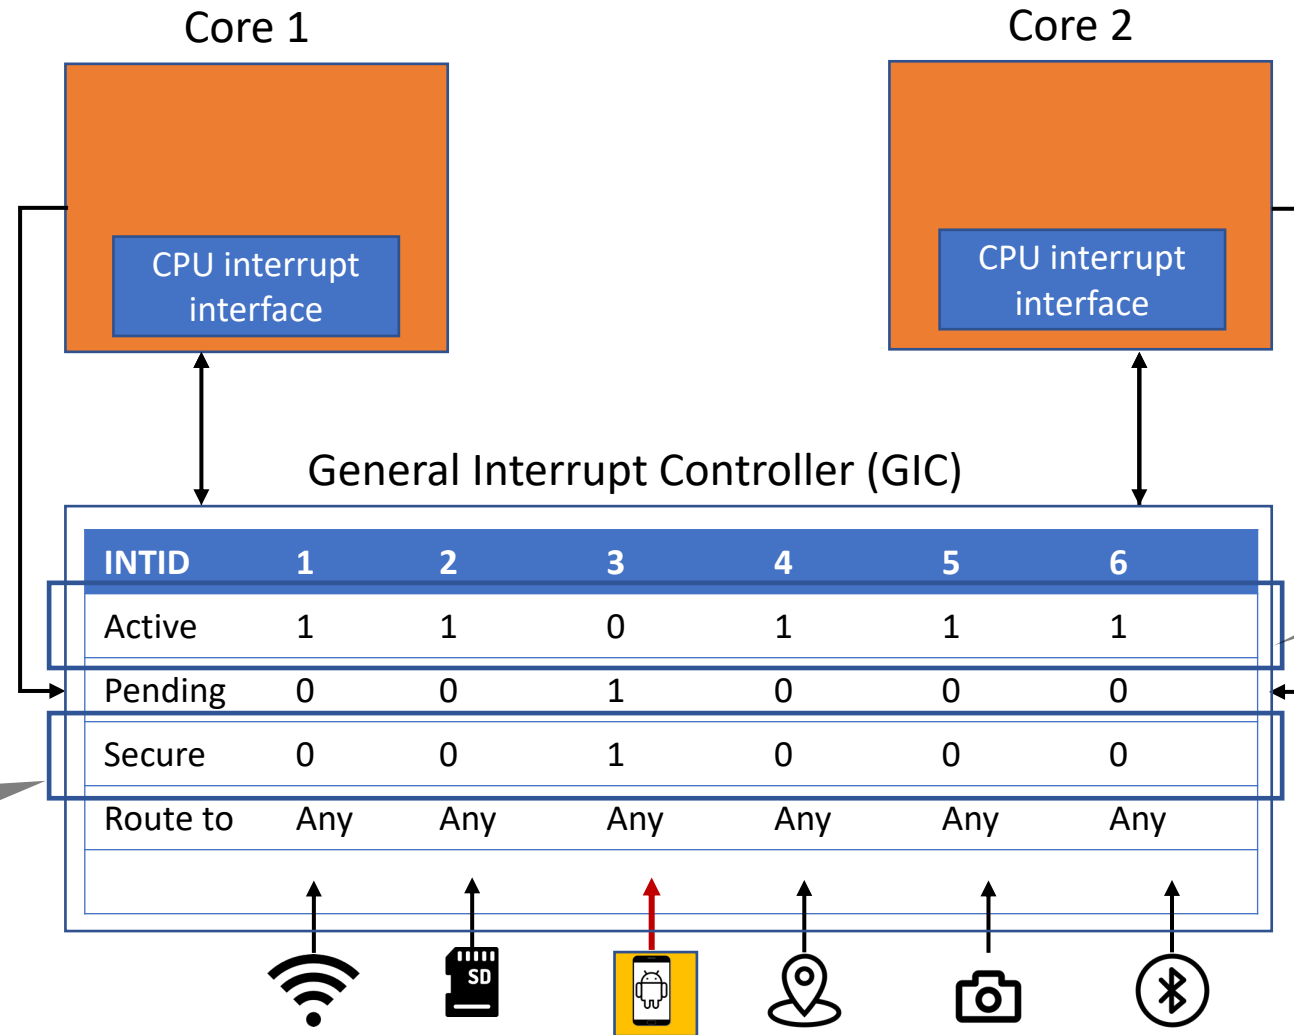 Core 1
Core 2
CPU interrupt
interface
CPU interrupt
interface
General Interrupt Controller (GIC)
INTID 1 2 3 4 5 6
Active 1 1 0 1 1 1
Pending 0 0 1 0 0 0
Secure 0 0 1 0 0 0
Route to Any Any Any Any Any Any
SD